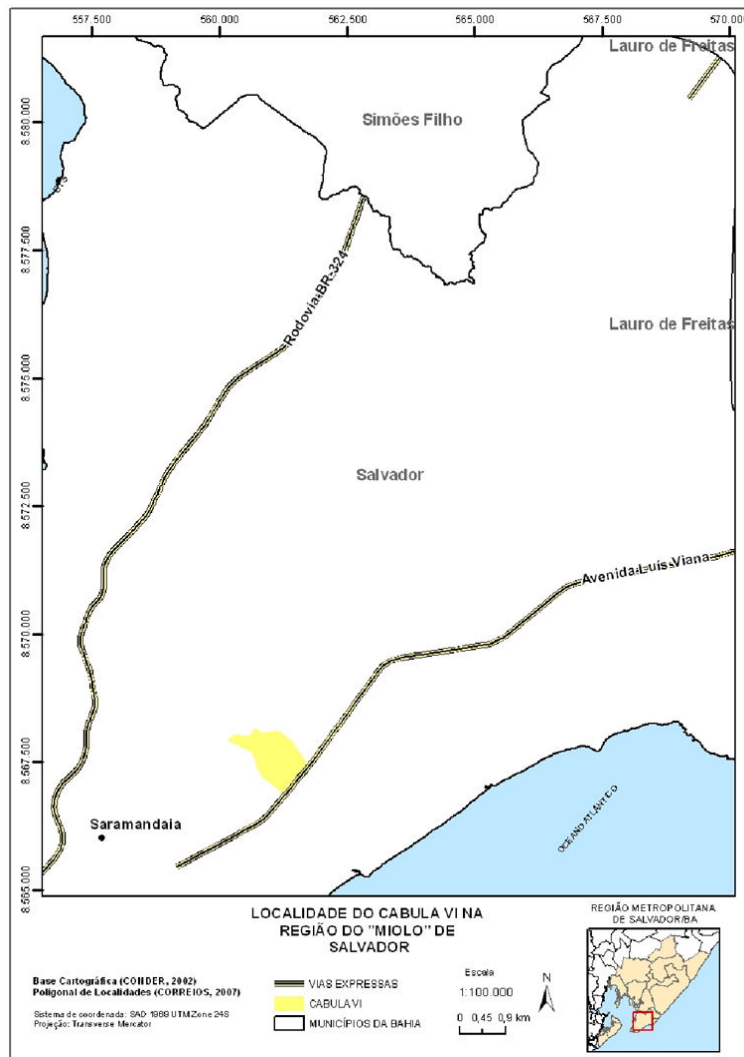 557.500 560.000 562.500 565.000 567.500 570.000
Lauro de Freitas
Simões Filho
8.580.000
8.577.500
Rodovia BR-324
Lauro de Freitas
8.575.000
Salvador
8.572.500
Avenida Luís Viana
8.570.000
8.567.500
OCEANO ATLÂNTICO
Saramandaia
8.565.000
LOCALIDADE DO CABULA VI NA
REGIÃO DO "MIOLO" DE
SALVADOR
REGIÃO METROPOLITANA
DE SALVADOR/BA
Base Cartográfica (CONDER, 2002)
Poligonal de Localidades (CORREIOS, 2007)
Sistema de coordenada: SAD 1969 UTM Zone 24S
Projeção: Transverse Mercator
VIAS EXPRESSAS
CABULA VI
MUNICÍPIOS DA BAHIA
Escala
1:100.000
0 0,45 0,9 km
N